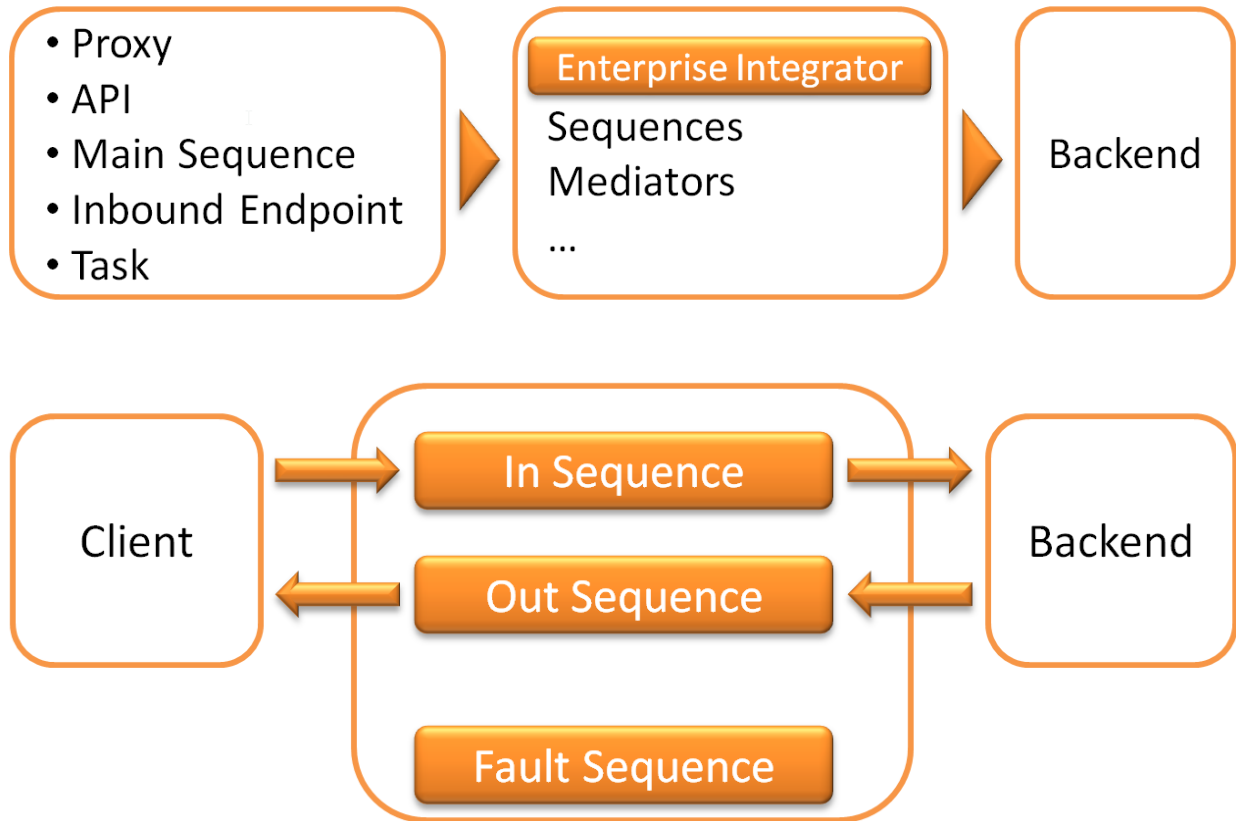 • Proxy
• API
• Main Sequence
• Inbound Endpoint
• Task
Enterprise Integrator
Sequences
Mediators
...
Backend
Client
In Sequence
Out Sequence
Fault Sequence
Backend